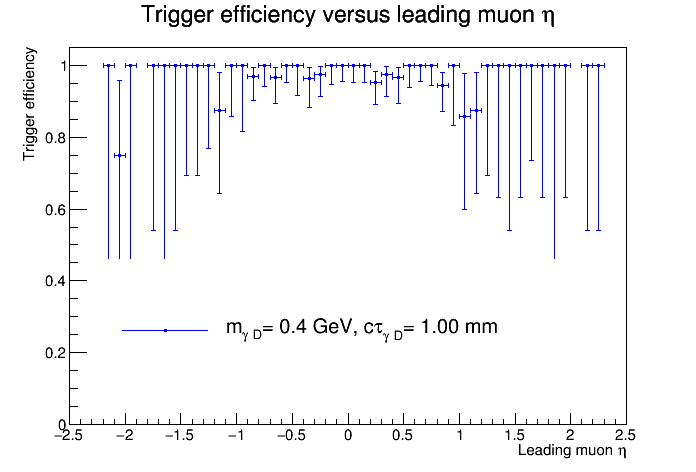 Trigger efficiency versus leading muon η
Trigger efficiency
1
0.8
0.6
0.4
0.2
0
m_γ D= 0.4 GeV, cτ_γ D= 1.00 mm
−2.5 −2 −1.5 −1 −0.5 0 0.5 1 1.5 2 2.5
Leading muon η